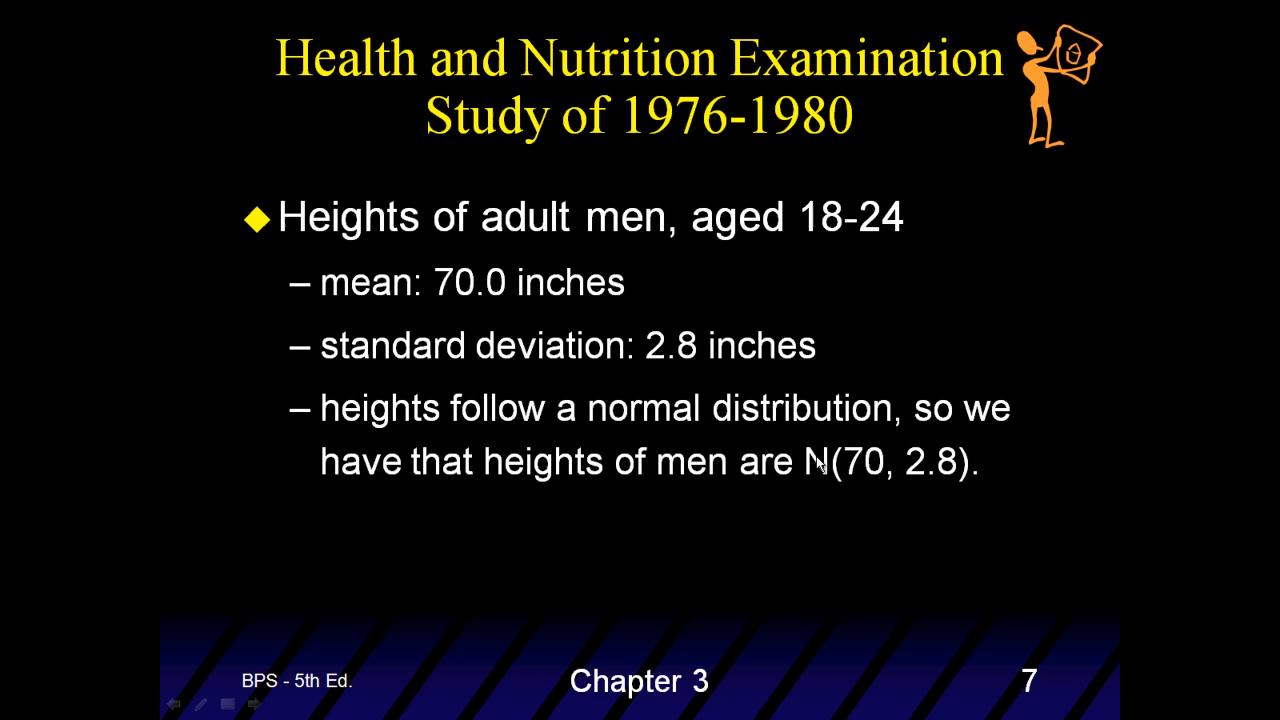 Health and Nutrition Examination
Study of 1976-1980
Heights of adult men, aged 18-24
– mean: 70.0 inches
– standard deviation: 2.8 inches
– heights follow a normal distribution, so we
have that heights of men are N(70, 2.8).
BPS - 5th Ed.
Chapter 3
7